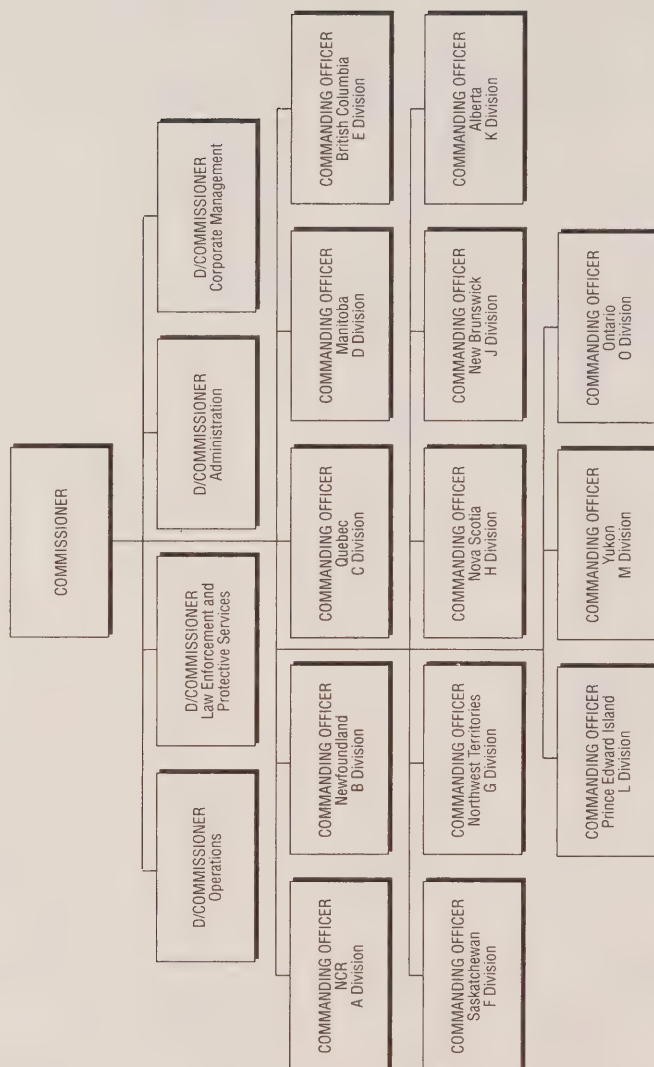 COMMISSIONER
D/COMMISSIONER
Operations
D/COMMISSIONER
Law Enforcement and
Protective Services
D/COMMISSIONER
Administration
D/COMMISSIONER
Corporate Management
COMMANDING OFFICER
NCR
A Division
COMMANDING OFFICER
Newfoundland
B Division
COMMANDING OFFICER
Quebec
C Division
COMMANDING OFFICER
Manitoba
D Division
COMMANDING OFFICER
British Columbia
E Division
COMMANDING OFFICER
Saskatchewan
F Division
COMMANDING OFFICER
Northwest Territories
G Division
COMMANDING OFFICER
Nova Scotia
H Division
COMMANDING OFFICER
New Brunswick
J Division
COMMANDING OFFICER
Alberta
K Division
COMMANDING OFFICER
Prince Edward Island
L Division
COMMANDING OFFICER
Yukon
M Division
COMMANDING OFFICER
Ontario
O Division